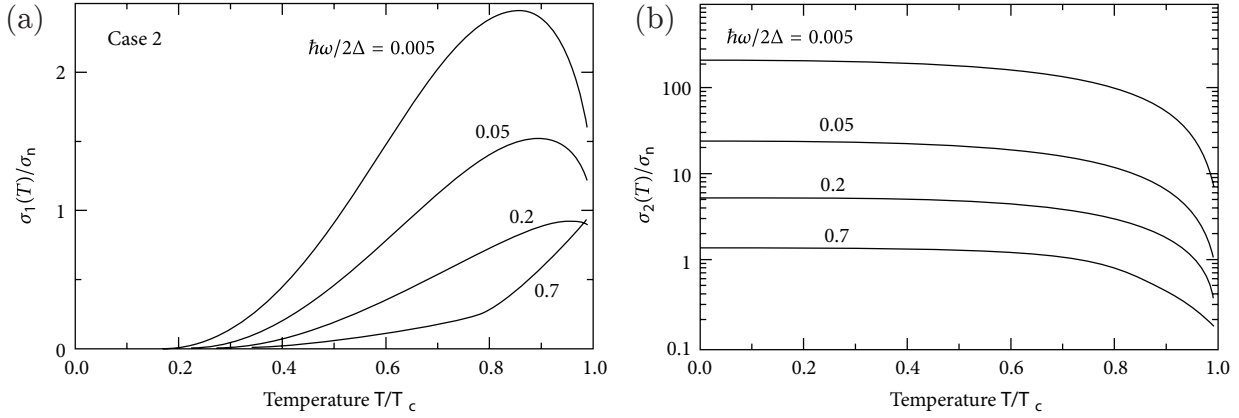 (a)
Case 2
ħω/2Δ = 0.005
0.05
0.2
0.7
2
1
0
0.0 0.2 0.4 0.6 0.8 1.0
σ₁(T)/σₙ
Temperature T/T c
(b)
ħω/2Δ = 0.005
0.05
0.2
0.7
100
10
1
0.1
0.0 0.2 0.4 0.6 0.8 1.0
σ₂(T)/σₙ
Temperature T/T c